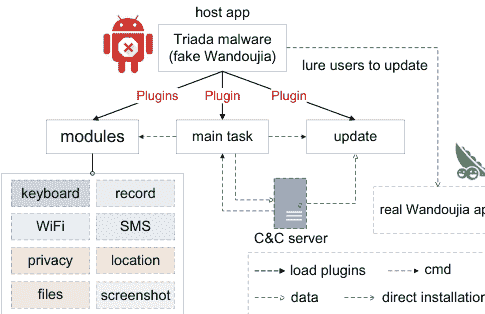 host app
Triada malware
(fake Wandoujia)
lure users to update
Plugins
Plugin
Plugin
modules
main task
update
keyboard
record
WiFi
SMS
privacy
location
files
screenshot
C&C server
real Wandoujia ap
load plugins
cmd
data
direct installation